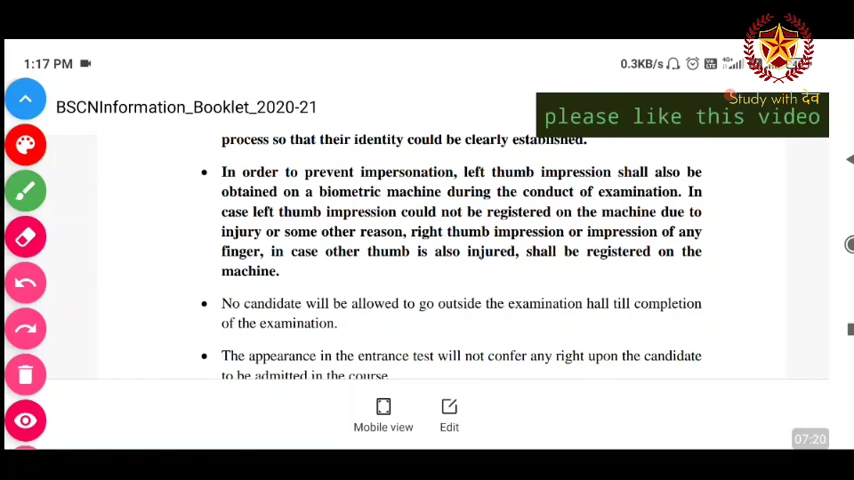 1:17 PM
0.3KB/s
BSCNInformation_Booklet_2020-21
Study with देव
please like this video
process so that their identity could be clearly established.
• In order to prevent impersonation, left thumb impression shall also be
obtained on a biometric machine during the conduct of examination. In
case left thumb impression could not be registered on the machine due to
injury or some other reason, right thumb impression or impression of any
finger, in case other thumb is also injured, shall be registered on the
machine.
• No candidate will be allowed to go outside the examination hall till completion
of the examination.
• The appearance in the entrance test will not confer any right upon the candidate
to be admitted in the course
Mobile view
Edit
07:20